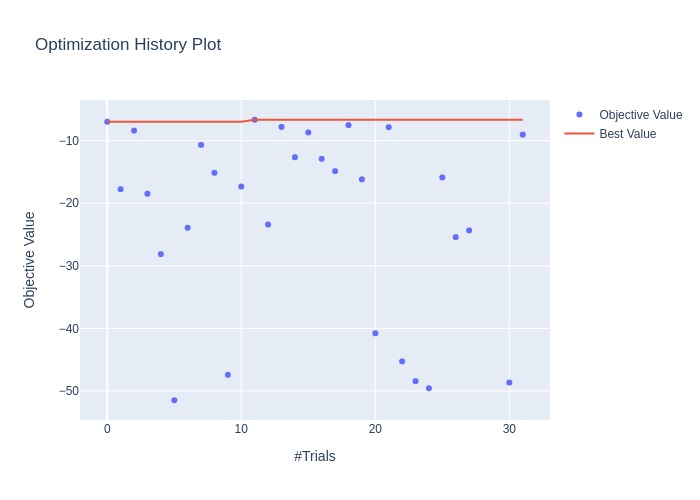 Optimization History Plot
Objective Value
Best Value
−10
−20
−30
−40
−50
Objective Value
0
10
20
30
#Trials